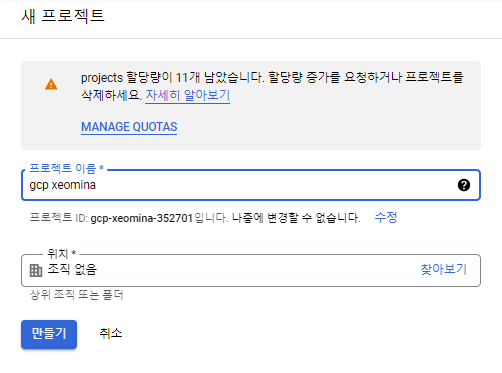 새 프로젝트
projects 할당량이 11개 남았습니다. 할당량 증가를 요청하거나 프로젝트를
삭제하세요. 자세히 알아보기
MANAGE QUOTAS
프로젝트 이름 *
gcp xeomina
프로젝트 ID: gcp-xeomina-352701입니다. 나중에 변경할 수 없습니다. 수정
위치 *
조직 없음 찾아보기
상위 조직 또는 폴더
만들기 취소